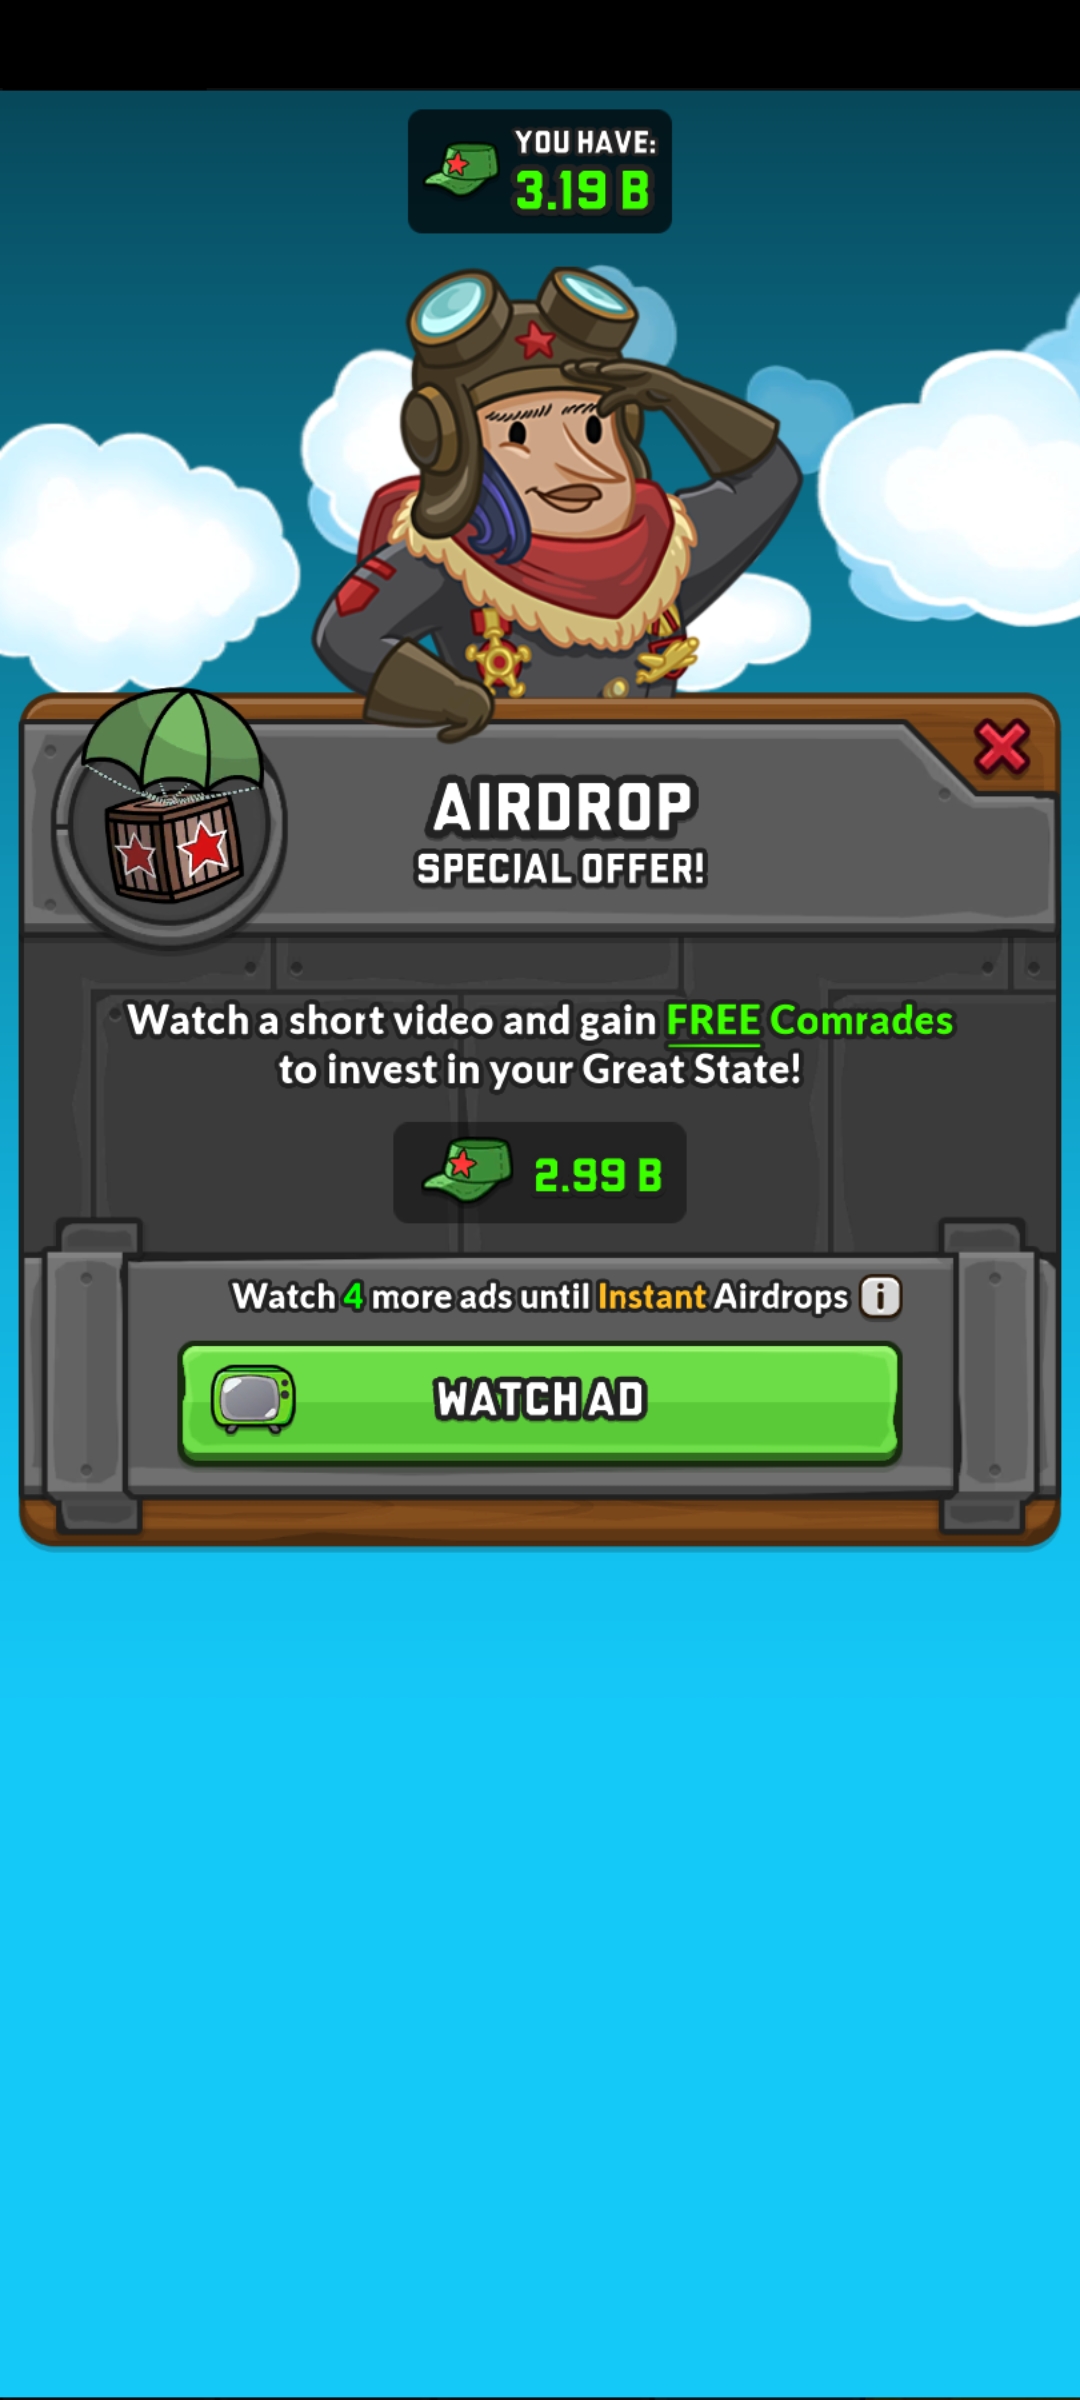 YOU HAVE:
3.19 B
AIRDROP
SPECIAL OFFER!
Watch a short video and gain FREE Comrades
to invest in your Great State!
2.99 B
Watch 4 more ads until Instant Airdrops i
WATCH AD